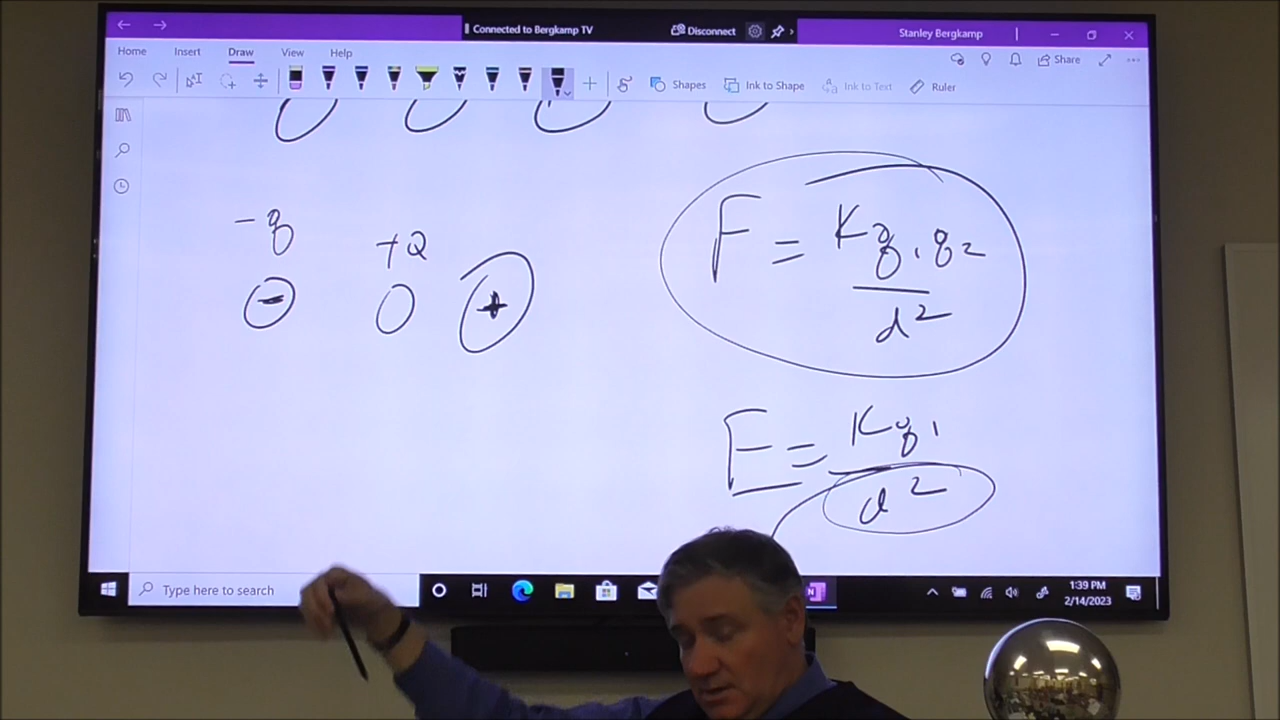 Connected to Bergkamp TV
Disconnect
Stanley Bergkamp
Home Insert Draw View Help
Share
Shapes
Ink to Shape
Ink to Text
Ruler
-q
+Q
-
+
F = Kq1 q2
d2
E = Kq1
d2
Type here to search
N
1:39 PM
2/14/2023